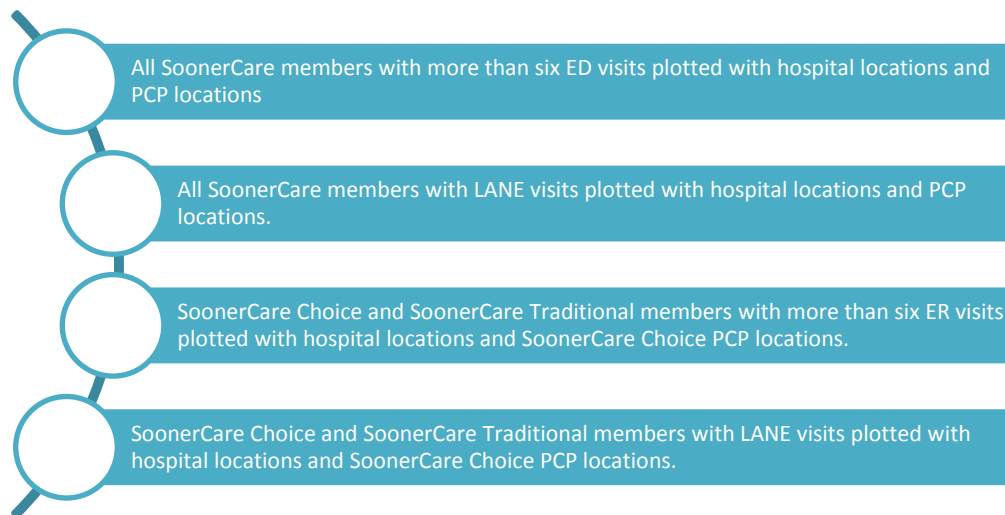 All SoonerCare members with more than six ED visits plotted with hospital locations and
PCP locations
All SoonerCare members with LANE visits plotted with hospital locations and PCP
locations.
SoonerCare Choice and SoonerCare Traditional members with more than six ER visits
plotted with hospital locations and SoonerCare Choice PCP locations.
SoonerCare Choice and SoonerCare Traditional members with LANE visits plotted with
hospital locations and SoonerCare Choice PCP locations.